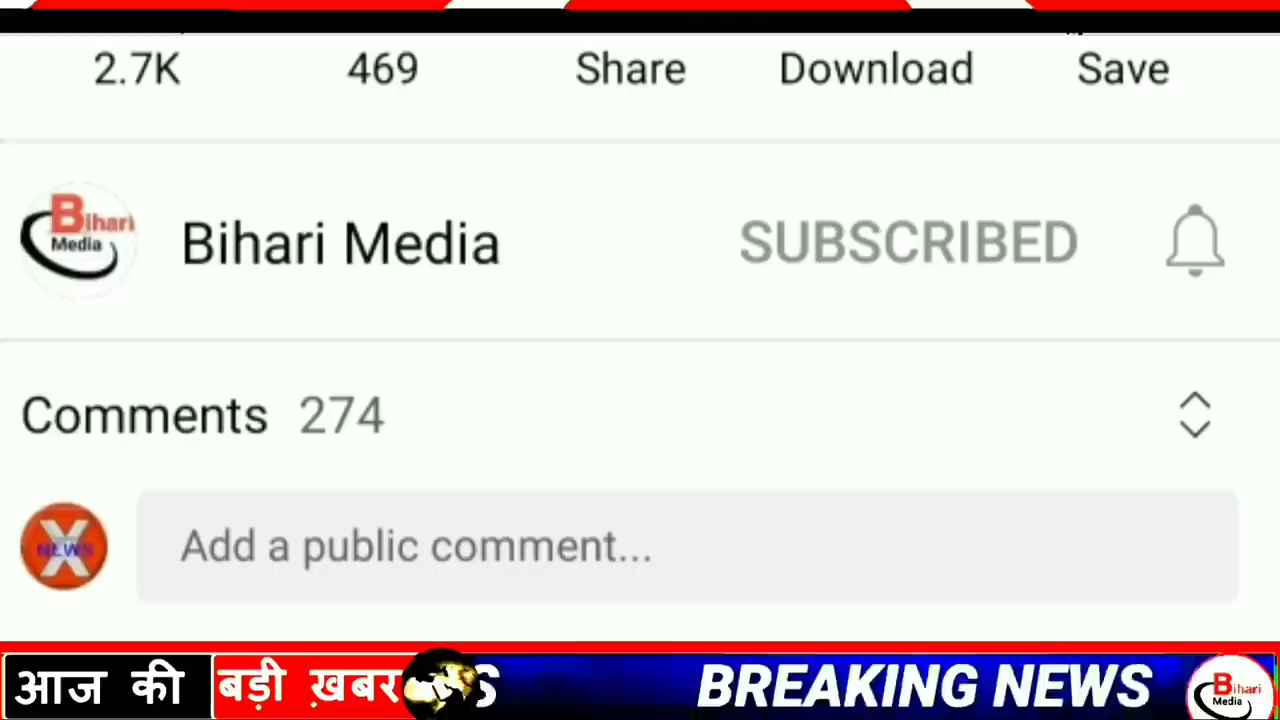 2.7K 469 Share Download Save
Bihari Media
Bihari Media SUBSCRIBED
Comments 274
X NEWS
Add a public comment...
आज की बड़ी ख़बर S BREAKING NEWS
Bihari Media